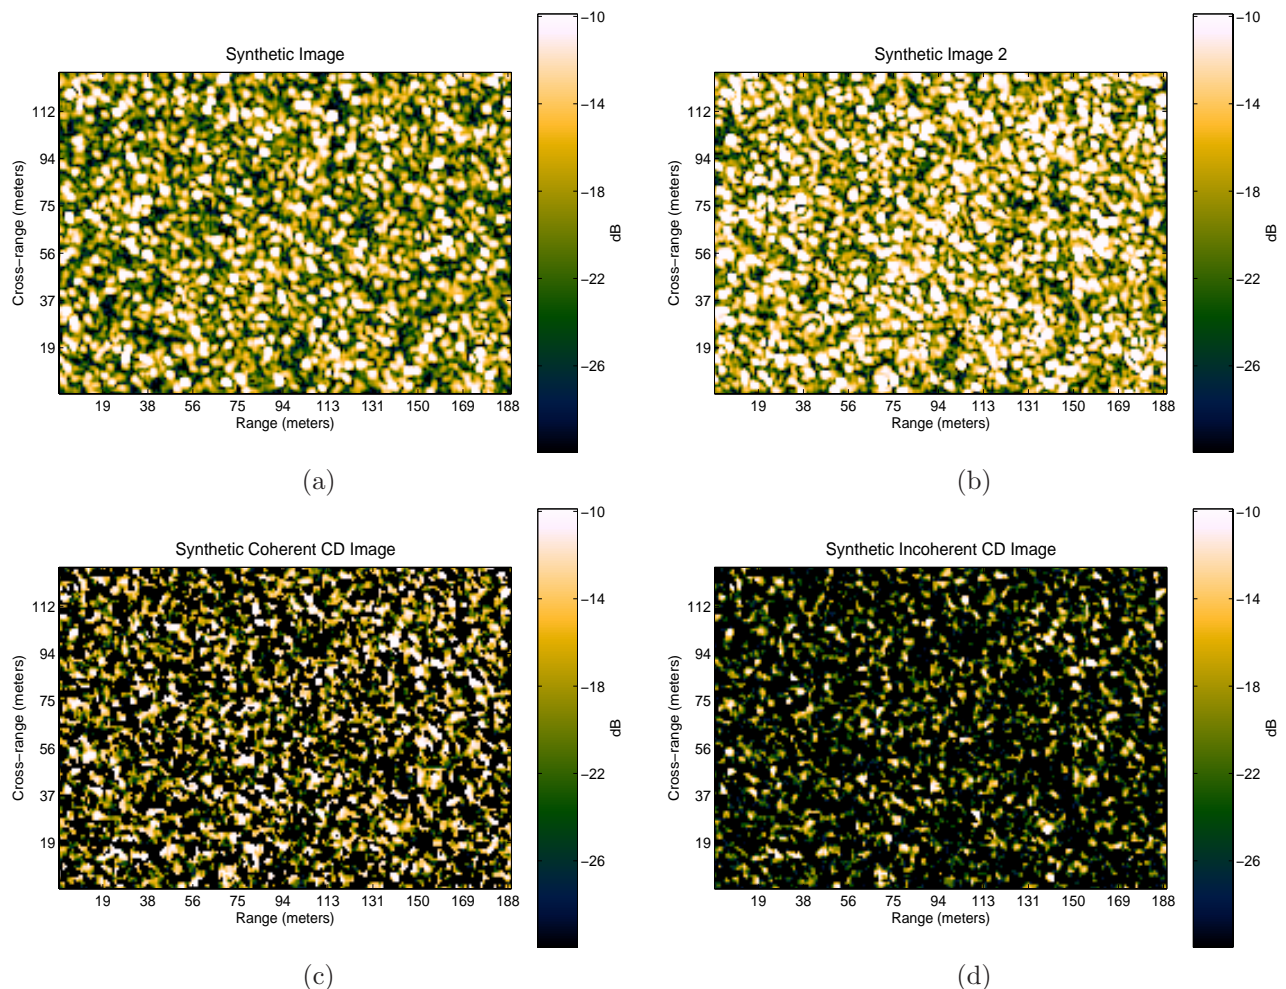 Synthetic Image
Cross−range (meters)
112
94
75
56
37
19
19 38 56 75 94 113 131 150 169 188
Range (meters)
−10
−14
−18
−22
−26
dB
(a)
Synthetic Image 2
Cross−range (meters)
112
94
75
56
37
19
19 38 56 75 94 113 131 150 169 188
Range (meters)
−10
−14
−18
−22
−26
dB
(b)
Synthetic Coherent CD Image
Cross−range (meters)
112
94
75
56
37
19
19 38 56 75 94 113 131 150 169 188
Range (meters)
−10
−14
−18
−22
−26
dB
(c)
Synthetic Incoherent CD Image
Cross−range (meters)
112
94
75
56
37
19
19 38 56 75 94 113 131 150 169 188
Range (meters)
−10
−14
−18
−22
−26
dB
(d)